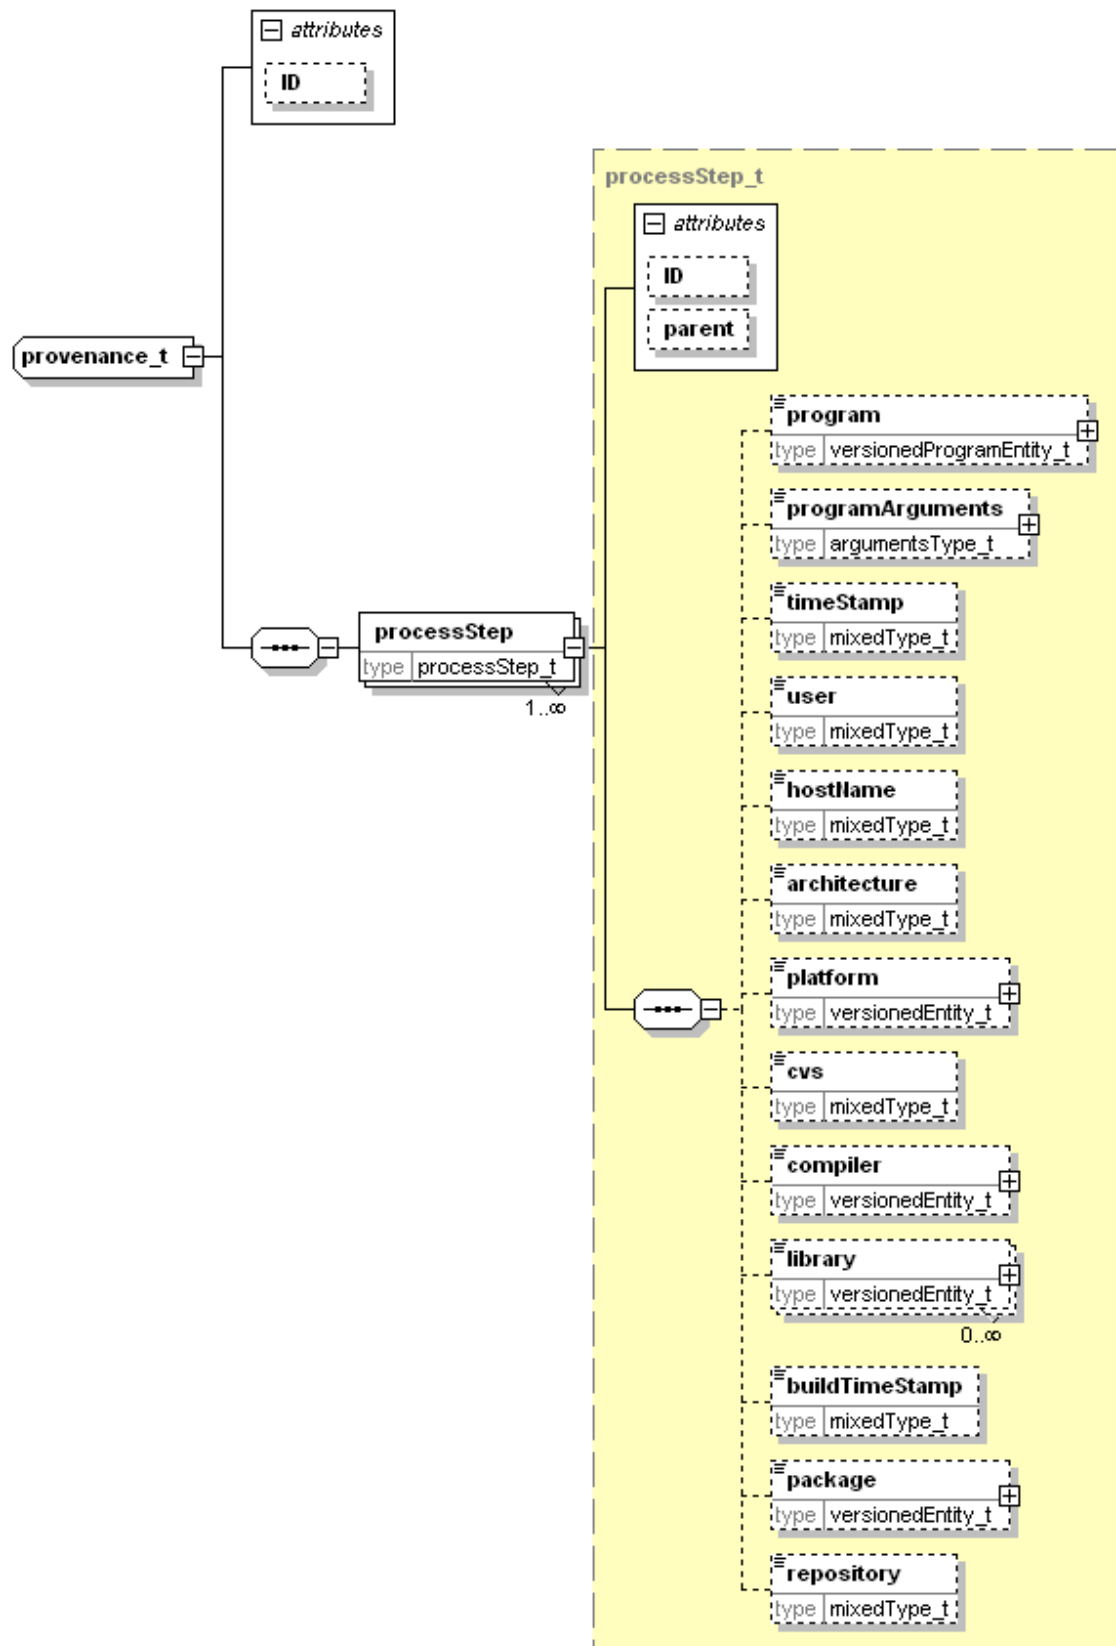 attributes
ID
processStep_t
attributes
ID
parent
provenance_t
program
type versionedProgramEntity_t
programArguments
type argumentsType_t
timeStamp
type mixedType_t
processStep
type processStep_t
1..∞
user
type mixedType_t
hostName
type mixedType_t
architecture
type mixedType_t
platform
type versionedEntity_t
cvs
type mixedType_t
compiler
type versionedEntity_t
library
type versionedEntity_t
0..∞
buildTimeStamp
type mixedType_t
package
type versionedEntity_t
repository
type mixedType_t